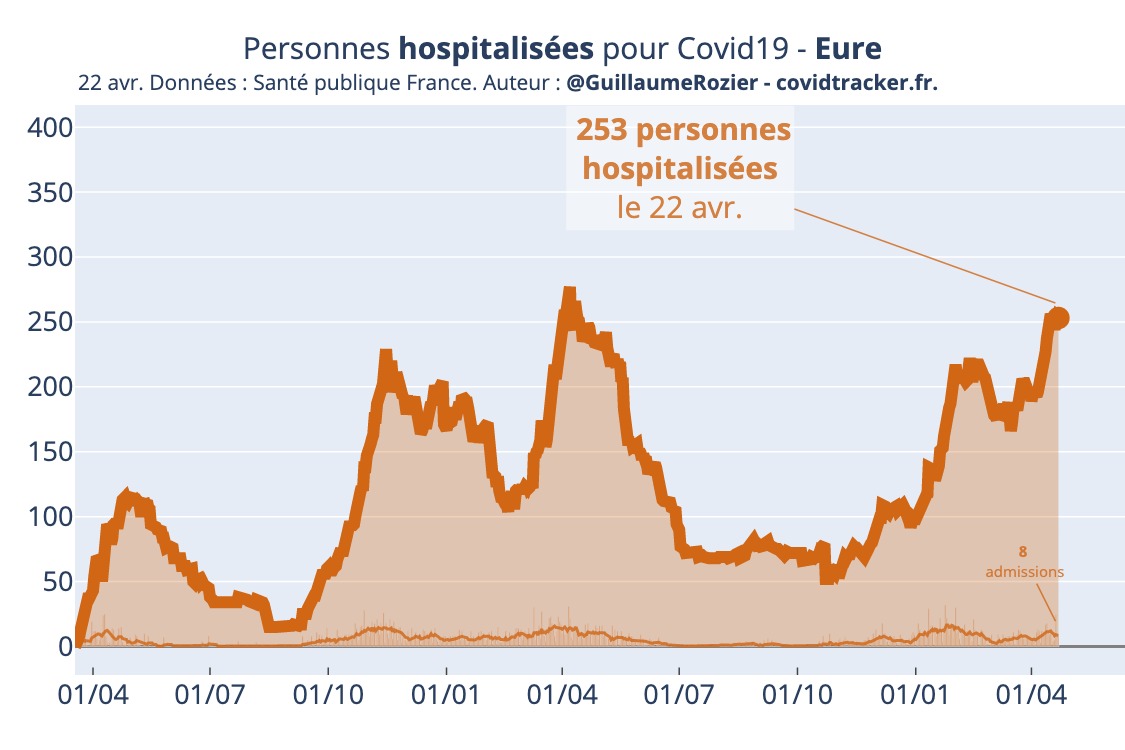 Personnes hospitalisées pour Covid19 - Eure
22 avr. Données : Santé publique France. Auteur : @GuillaumeRozier - covidtracker.fr.
253 personnes
hospitalisées
le 22 avr.
400
350
300
250
200
150
100
50
0
8
admissions
01/04 01/07 01/10 01/01 01/04 01/07 01/10 01/01 01/04